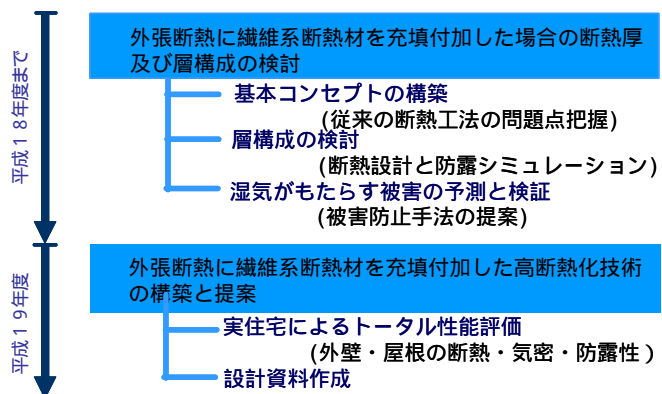 平成18年度まで
外張断熱に繊維系断熱材を充填付加した場合の断熱厚
及び層構成の検討
基本コンセプトの構築
(従来の断熱工法の問題点把握)
層構成の検討
(断熱設計と防露シミュレーション)
湿気がもたらす被害の予測と検証
(被害防止手法の提案)
平成19年度
外張断熱に繊維系断熱材を充填付加した高断熱化技術
の構築と提案
実住宅によるトータル性能評価
(外壁・屋根の断熱・気密・防露性)
設計資料作成